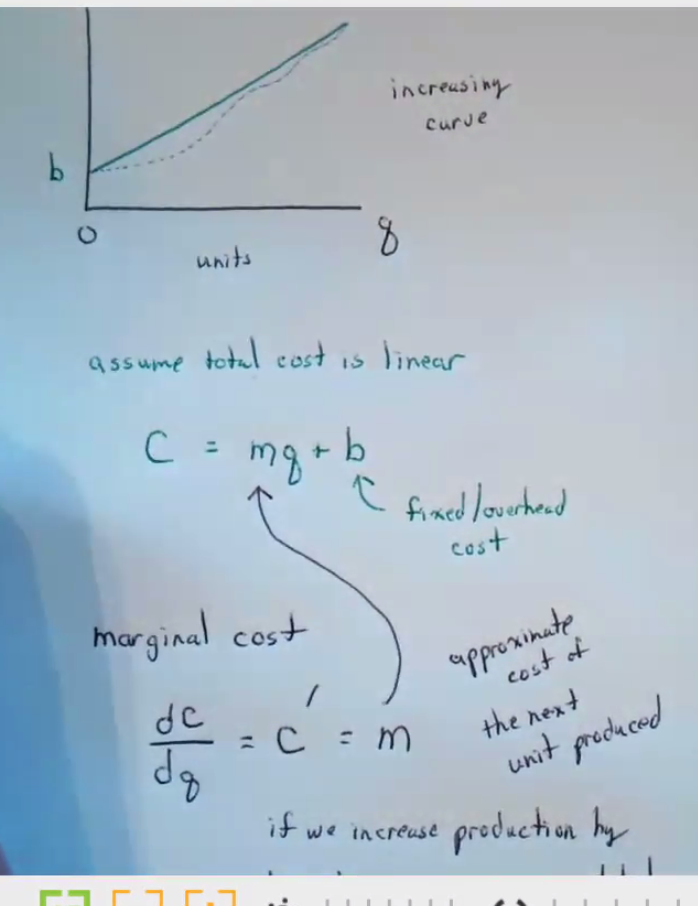 increasing
curve
b
0
q
units
assume total cost is linear
C = mq + b
fixed/overhead
cost
marginal cost
dC/dq = C' = m
approximate
cost of
the next
unit produced
if we increase production by